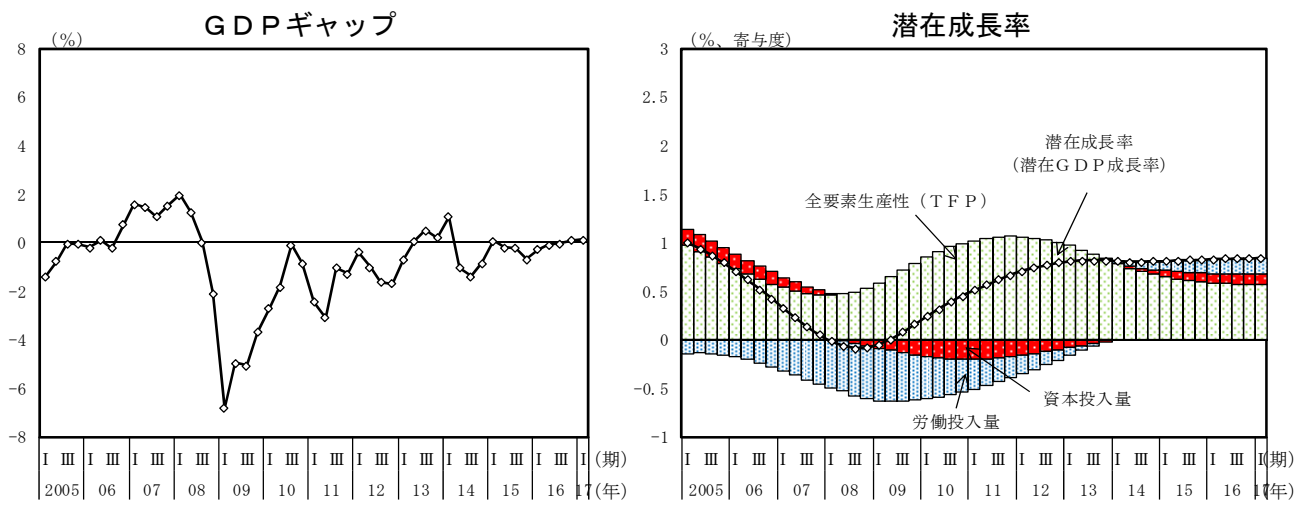 GDPギャップ
(%)
8
6
4
2
0
-2
-4
-6
-8
Ⅰ Ⅲ Ⅰ Ⅲ Ⅰ Ⅲ Ⅰ Ⅲ Ⅰ Ⅲ Ⅰ Ⅲ Ⅰ Ⅲ Ⅰ Ⅲ Ⅰ Ⅲ Ⅰ Ⅲ Ⅰ Ⅲ Ⅰ Ⅲ Ⅰ (期)
2005 06 07 08 09 10 11 12 13 14 15 16 17 (年)
潜在成長率
(%、寄与度)
3
2.5
2
1.5
1
0.5
0
-0.5
-1
潜在成長率
(潜在GDP成長率)
全要素生産性(TFP)
資本投入量
労働投入量
Ⅰ Ⅲ Ⅰ Ⅲ Ⅰ Ⅲ Ⅰ Ⅲ Ⅰ Ⅲ Ⅰ Ⅲ Ⅰ Ⅲ Ⅰ Ⅲ Ⅰ Ⅲ Ⅰ Ⅲ Ⅰ Ⅲ Ⅰ Ⅲ Ⅰ (期)
2005 06 07 08 09 10 11 12 13 14 15 16 17 (年)